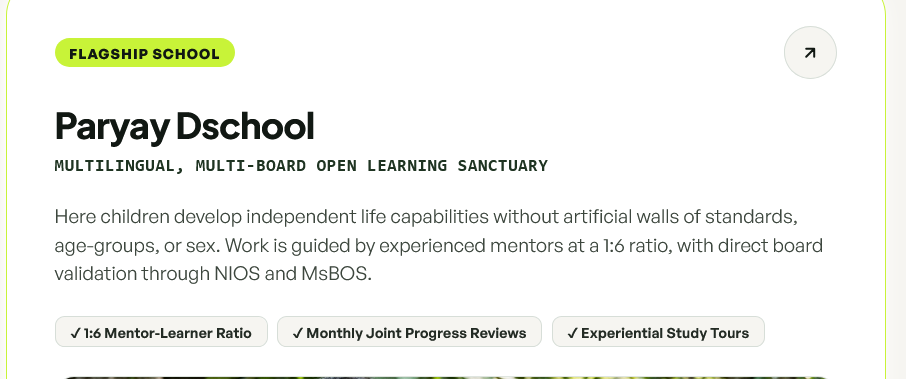 FLAGSHIP SCHOOL
Paryay Dschool
MULTILINGUAL, MULTI-BOARD OPEN LEARNING SANCTUARY
Here children develop independent life capabilities without artificial walls of standards,
age-groups, or sex. Work is guided by experienced mentors at a 1:6 ratio, with direct board
validation through NIOS and MsBOS.
✓ 1:6 Mentor-Learner Ratio ✓ Monthly Joint Progress Reviews ✓ Experiential Study Tours